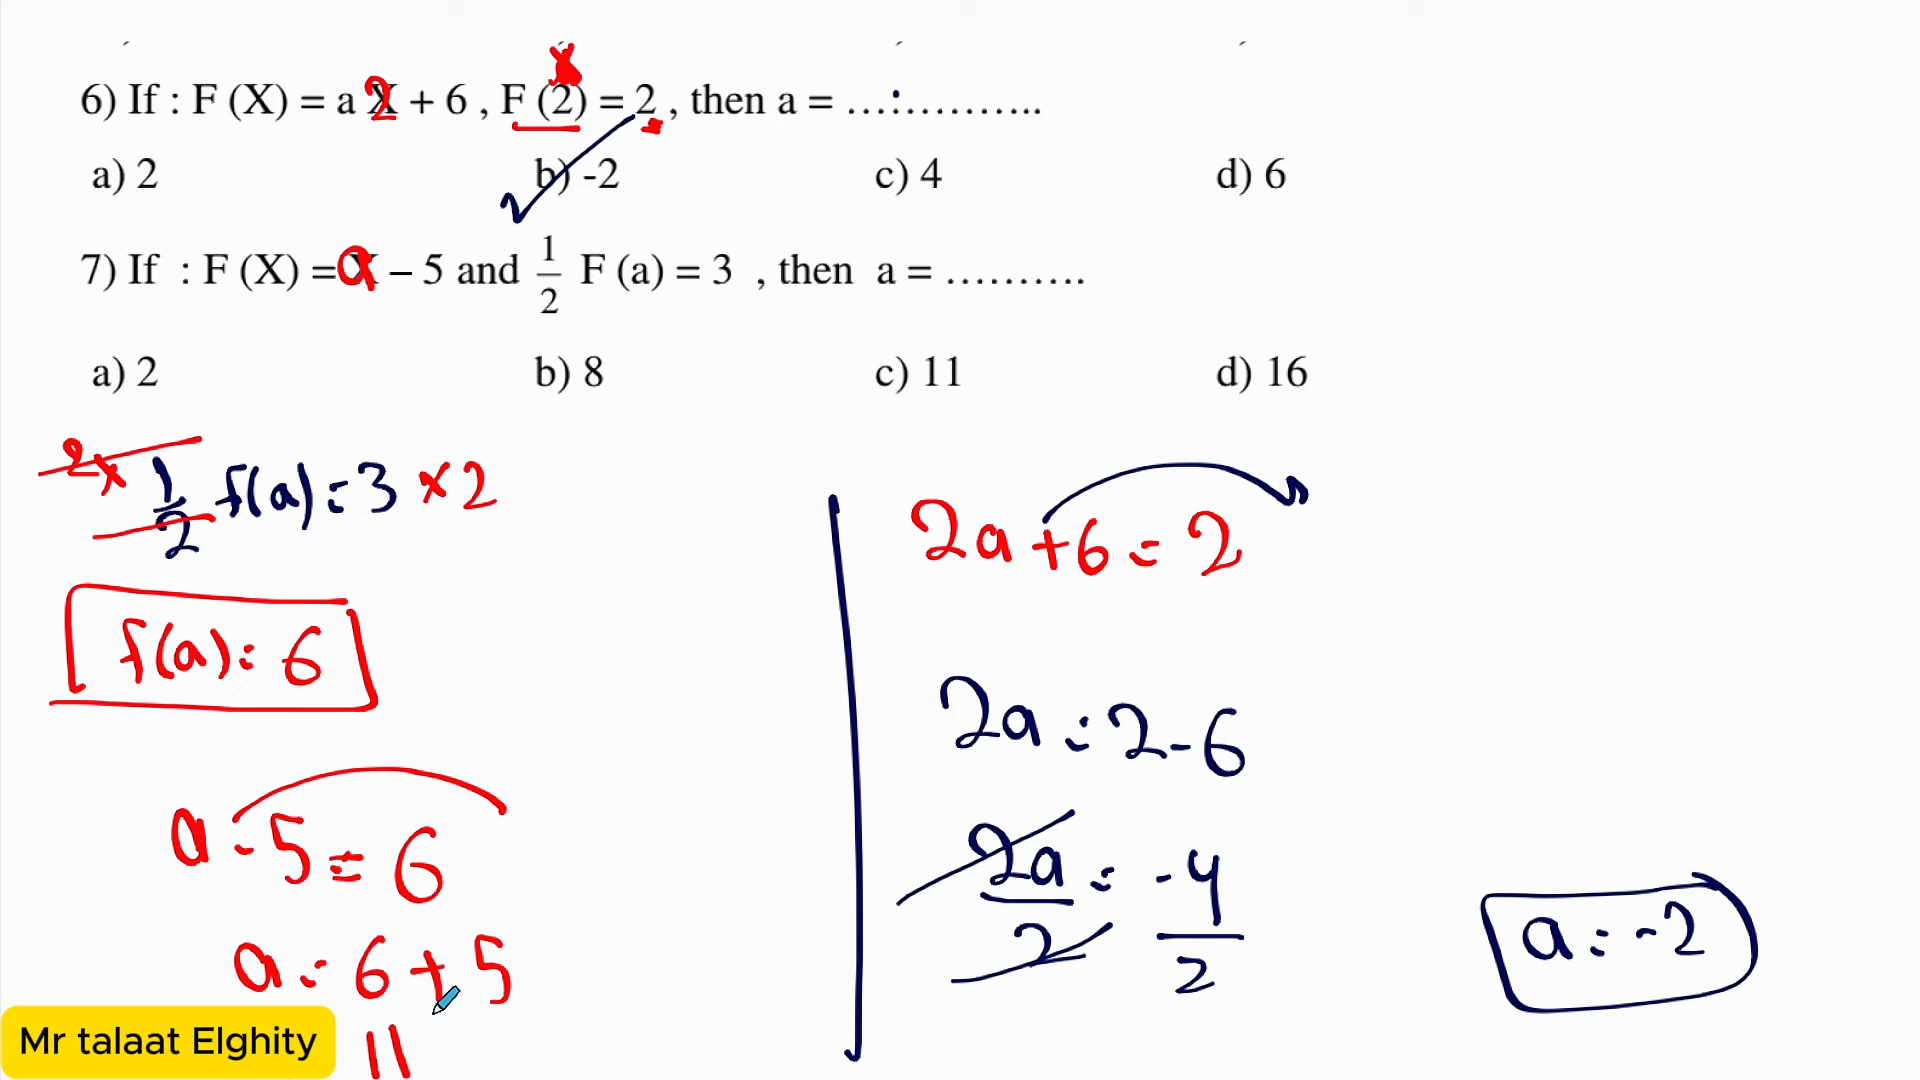 6) If : F (X) = a X + 6 , F (2) = 2 , then a = …:………..
2
x
a) 2 b) -2 c) 4 d) 6
7) If : F (X) = X – 5 and 1/2 F (a) = 3 , then a = ……….
a
a) 2 b) 8 c) 11 d) 16
2x 1/2 f(a) = 3 × 2
f(a) = 6
a - 5 = 6
a = 6 + 5
11
2a + 6 = 2
2a = 2 - 6
2a/2 = -4/2
a = -2
Mr talaat Elghity